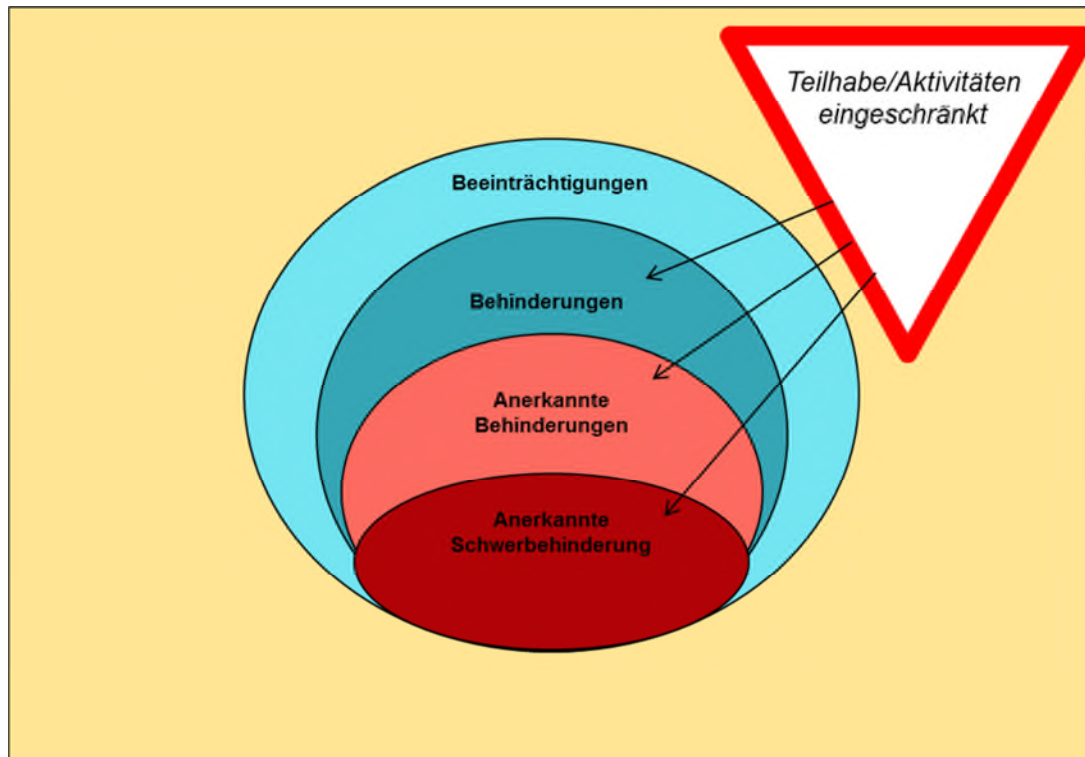 Teilhabe/Aktivitäten
eingeschränkt
Beeinträchtigungen
Behinderungen
Anerkannte
Behinderungen
Anerkannte
Schwerbehinderung